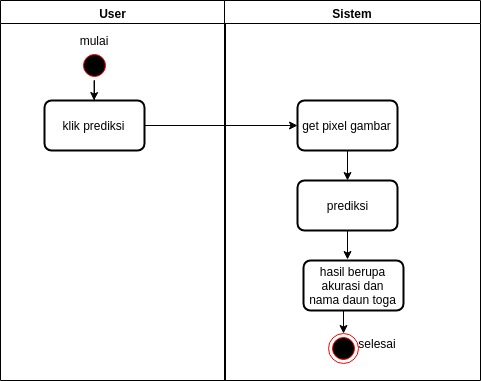 User
Sistem
mulai
klik prediksi
get pixel gambar
prediksi
hasil berupa
akurasi dan
nama daun toga
selesai